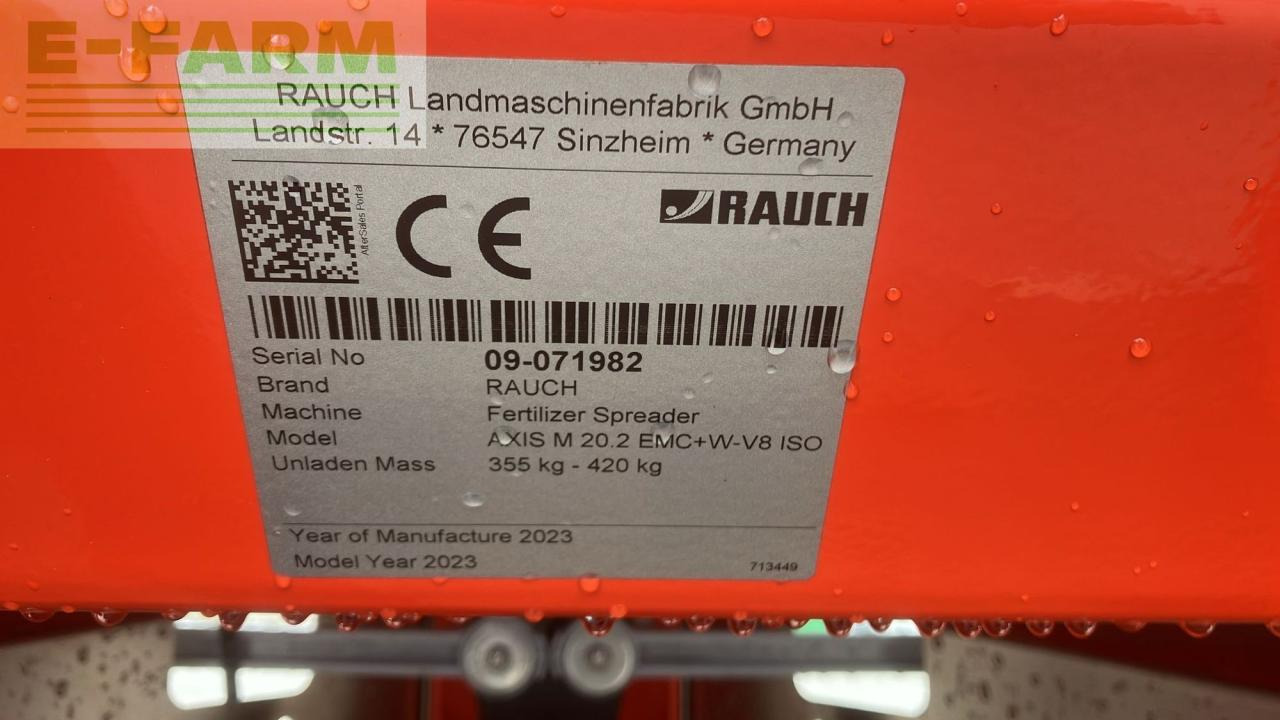 E-FARM
RAUCH Landmaschinenfabrik GmbH
Landstr. 14 * 76547 Sinzheim * Germany
AfterSales Portal
CE
RAUCH
Serial No 09-071982
Brand RAUCH
Machine Fertilizer Spreader
Model AXIS M 20.2 EMC+W-V8 ISO
Unladen Mass 355 kg - 420 kg
Year of Manufacture 2023
Model Year 2023
713449